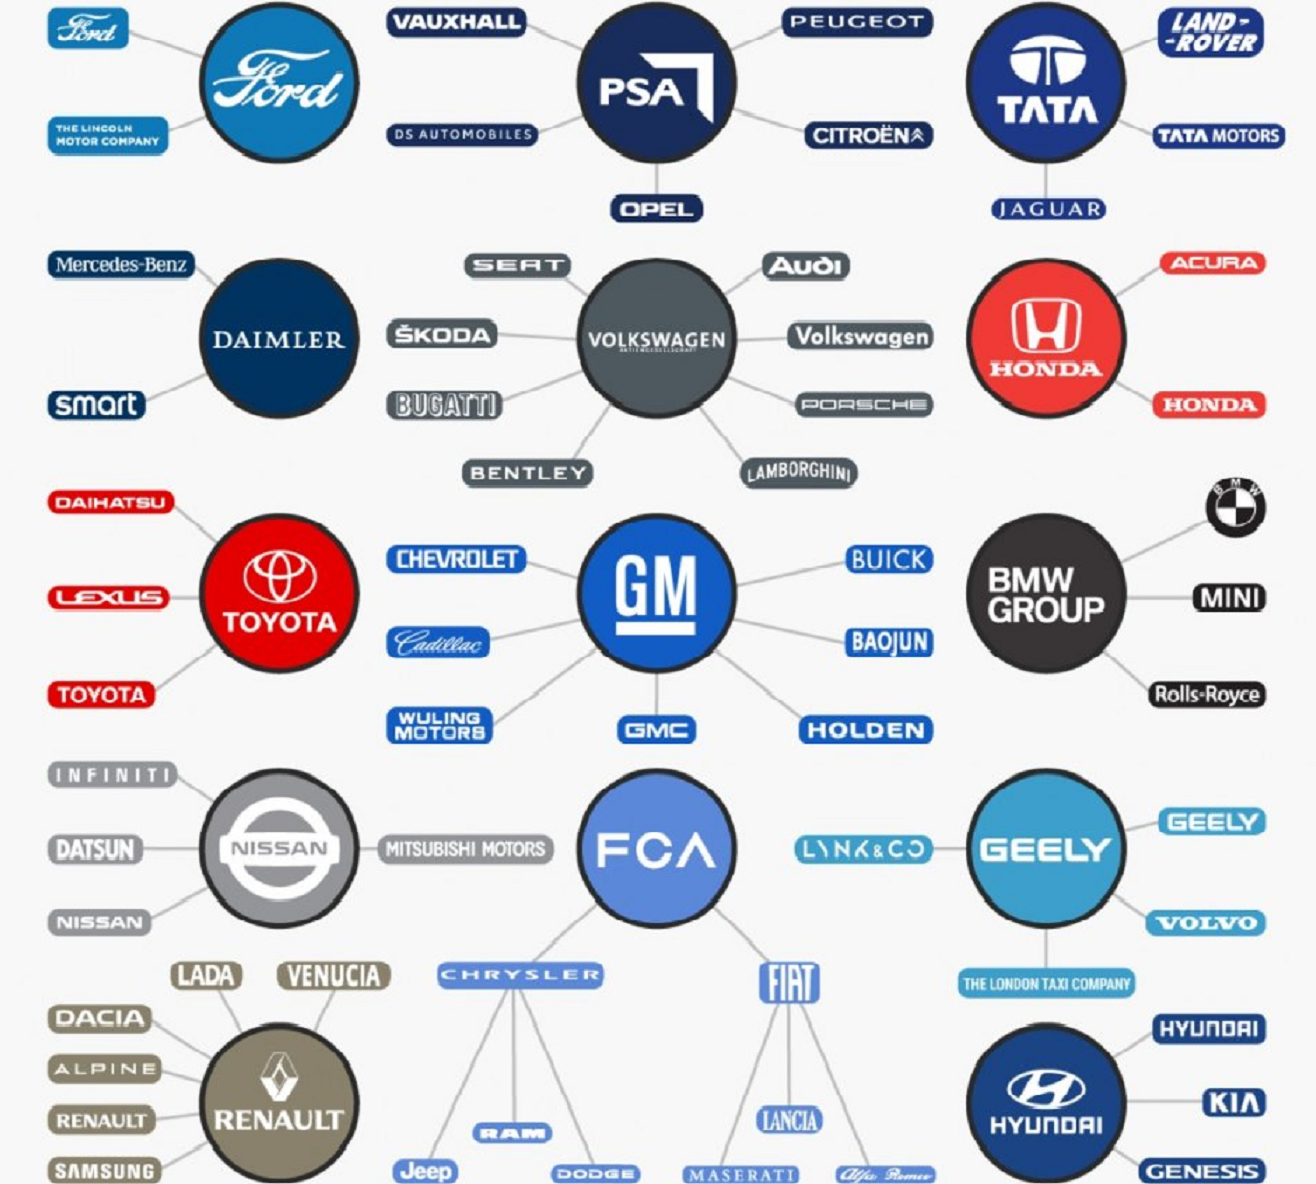 Ford
THE LINCOLN
MOTOR COMPANY
Ford
VAUXHALL
DS AUTOMOBILES
PSA
PEUGEOT
CITROËN
OPEL
TATA
LAND-
-ROVER
TATA MOTORS
JAGUAR
Mercedes-Benz
smart
DAIMLER
SEAT
ŠKODA
BUGATTI
BENTLEY
VOLKSWAGEN
AKTIENGESELLSCHAFT
Audi
Volkswagen
PORSCHE
LAMBORGHINI
HONDA
ACURA
HONDA
DAIHATSU
LEXUS
TOYOTA
TOYOTA
CHEVROLET
Cadillac
WULING
MOTORS
GM
GMC
BUICK
BAOJUN
HOLDEN
BMW
GROUP
BMW
MINI
Rolls-Royce
INFINITI
DATSUN
NISSAN
NISSAN
MITSUBISHI MOTORS
FCA
CHRYSLER
Jeep
RAM
DODGE
FIAT
MASERATI
LANCIA
Alfa Romeo
LYNK&CO
GEELY
GEELY
VOLVO
THE LONDON TAXI COMPANY
LADA
VENUCIA
DACIA
ALPINE
RENAULT
SAMSUNG
RENAULT
HYUNDAI
HYUNDAI
KIA
GENESIS